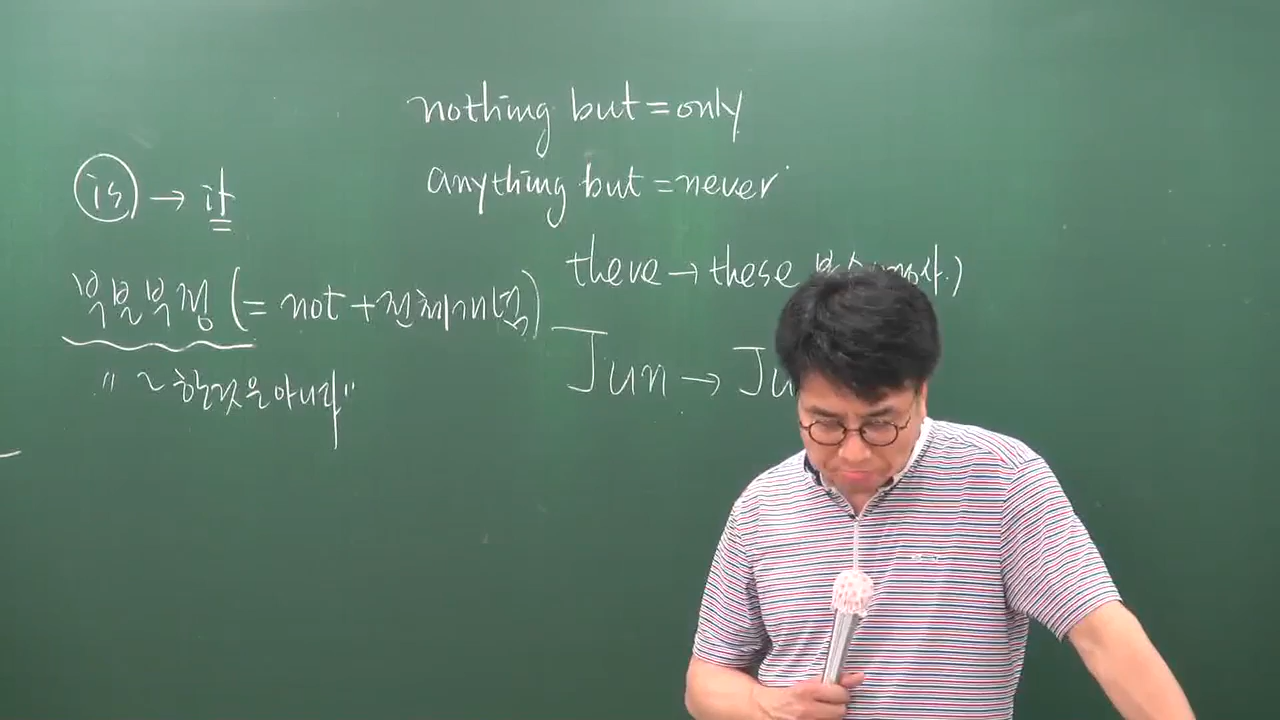 nothing but = only
anything but = never
is → it
there → these
부분부정 (= not + 전체개념)
Jun → Ju
"~한것은아니다"